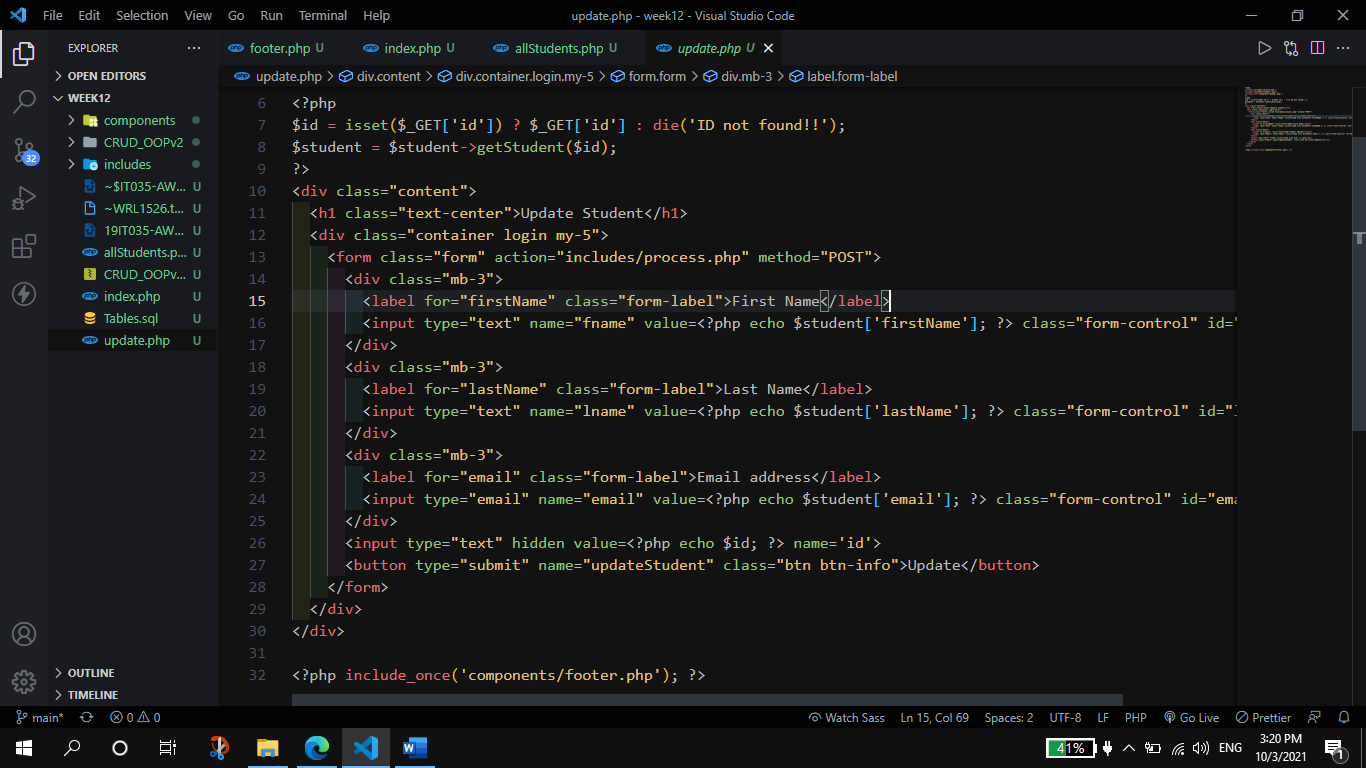 File Edit Selection View Go Run Terminal Help update.php - week12 - Visual Studio Code
EXPLORER
footer.php U index.php U allStudents.php U update.php U
OPEN EDITORS
update.php > div.content > div.container.login.my-5 > form.form > div.mb-3 > label.form-label
WEEK12
components
CRUD_OOPv2
includes
~$IT035-AW... U
~WRL1526.t... U
19IT035-AW... U
allStudents.p... U
CRUD_OOPv... U
index.php U
Tables.sql U
update.php U
OUTLINE
TIMELINE
32
6 <?php
7 $id = isset($_GET['id']) ? $_GET['id'] : die('ID not found!!');
8 $student = $student->getStudent($id);
9 ?>
10 <div class="content">
11 <h1 class="text-center">Update Student</h1>
12 <div class="container login my-5">
13 <form class="form" action="includes/process.php" method="POST">
14 <div class="mb-3">
15 <label for="firstName" class="form-label">First Name</label>
16 <input type="text" name="fname" value=<?php echo $student['firstName']; ?> class="form-control" id="
17 </div>
18 <div class="mb-3">
19 <label for="lastName" class="form-label">Last Name</label>
20 <input type="text" name="lname" value=<?php echo $student['lastName']; ?> class="form-control" id="l
21 </div>
22 <div class="mb-3">
23 <label for="email" class="form-label">Email address</label>
24 <input type="email" name="email" value=<?php echo $student['email']; ?> class="form-control" id="ema
25 </div>
26 <input type="text" hidden value=<?php echo $id; ?> name='id'>
27 <button type="submit" name="updateStudent" class="btn btn-info">Update</button>
28 </form>
29 </div>
30 </div>
31
32 <?php include_once('components/footer.php'); ?>
main* 0 0 Watch Sass Ln 15, Col 69 Spaces: 2 UTF-8 LF PHP Go Live Prettier
41% ENG 3:20 PM
10/3/2021 1